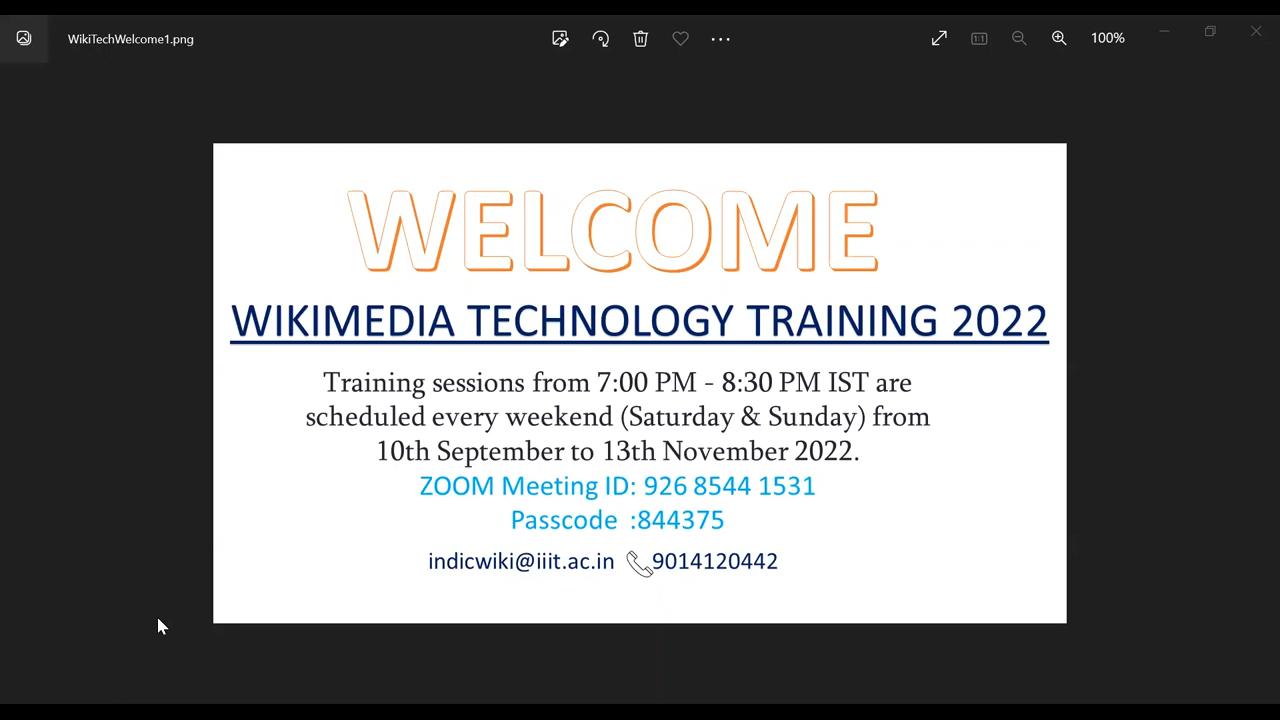 WikiTechWelcome1.png
100%
WELCOME
WIKIMEDIA TECHNOLOGY TRAINING 2022
Training sessions from 7:00 PM - 8:30 PM IST are
scheduled every weekend (Saturday & Sunday) from
10th September to 13th November 2022.
ZOOM Meeting ID: 926 8544 1531
Passcode :844375
indicwiki@iiit.ac.in 9014120442